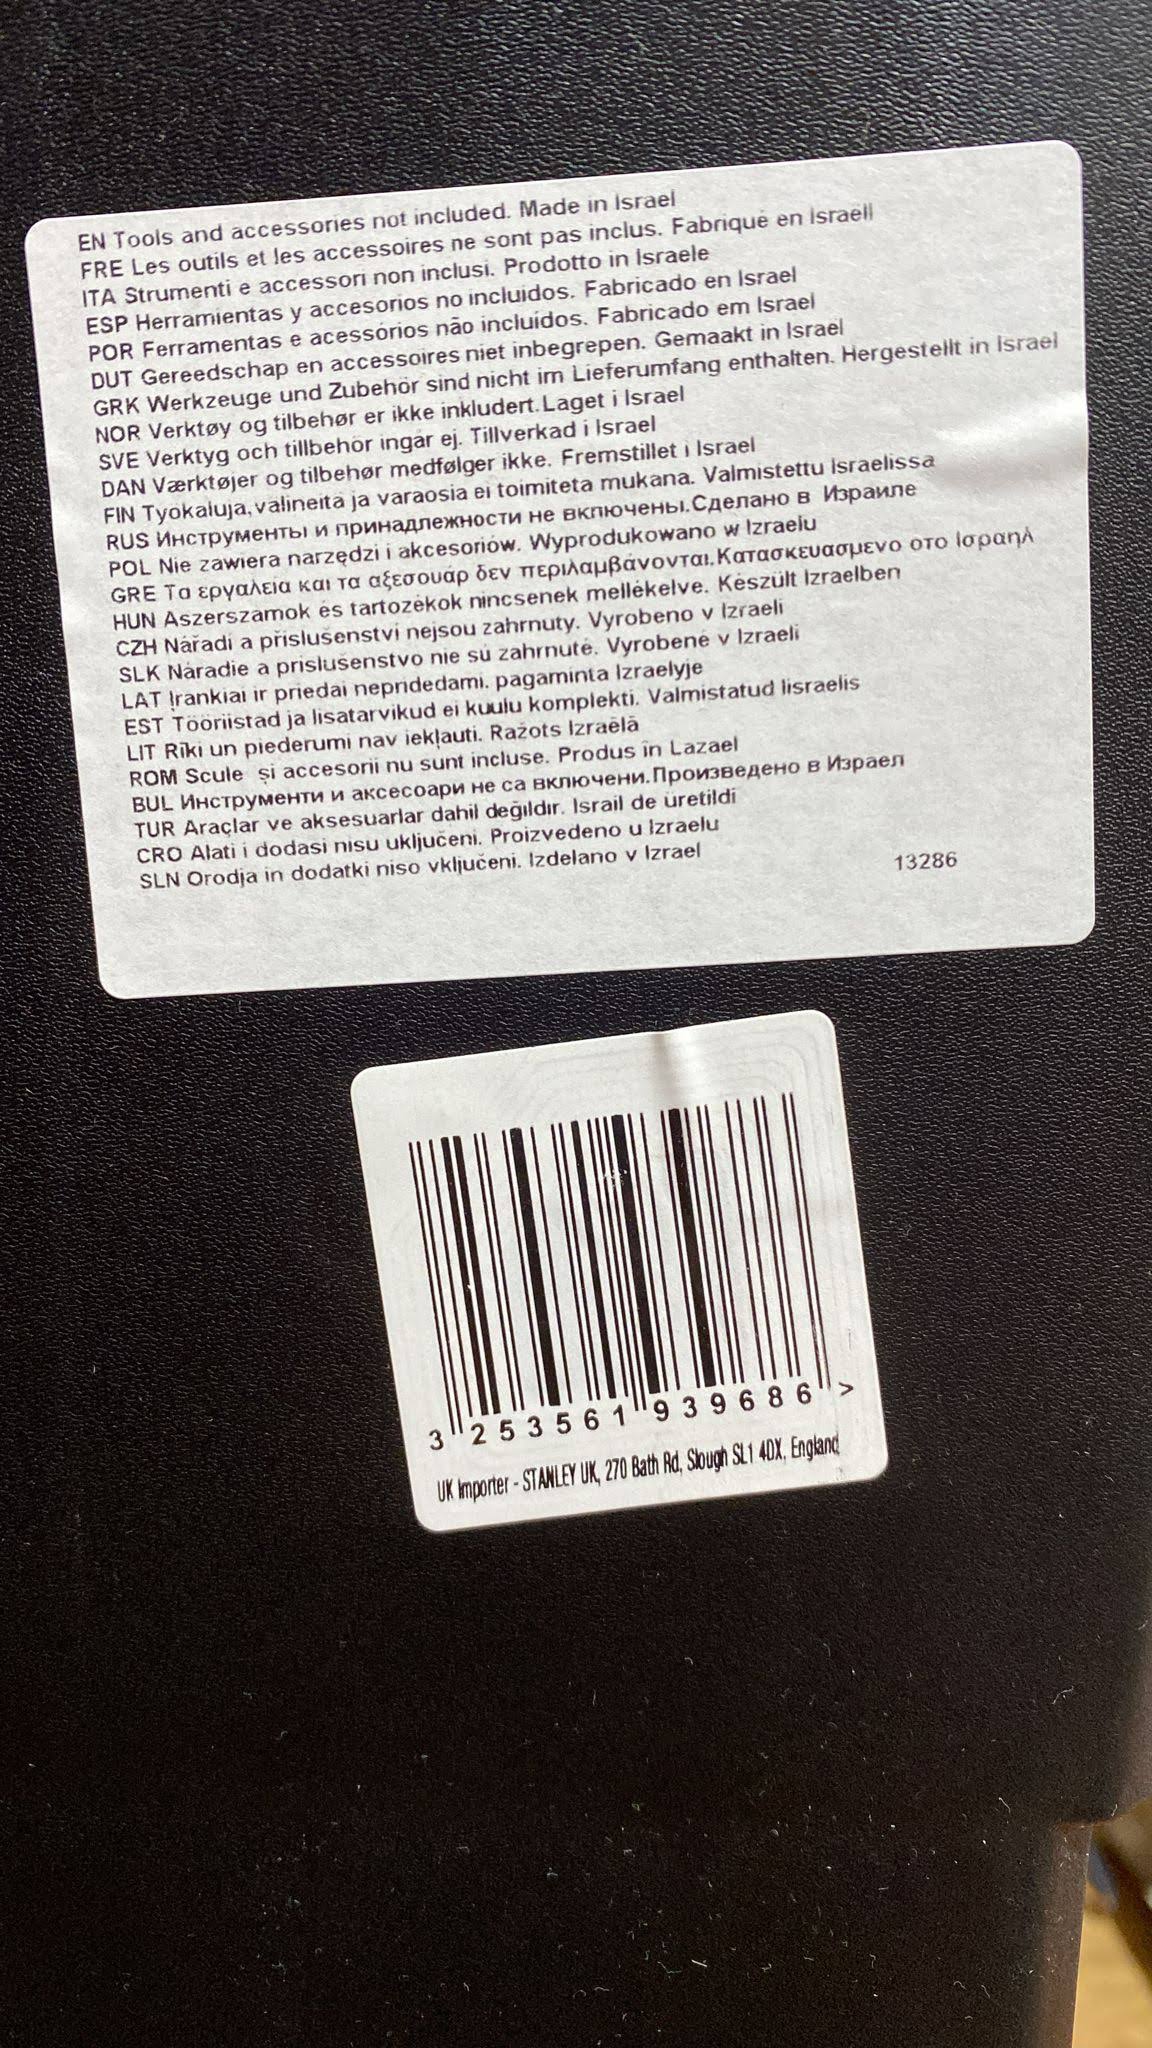 EN Tools and accessories not included. Made in Israel
FRE Les outils et les accessoires ne sont pas inclus. Fabriqué en Israëll
ITA Strumenti e accessori non inclusi. Prodotto in Israele
ESP Herramientas y accesorios no incluidos. Fabricado en Israel
POR Ferramentas e acessórios não incluídos. Fabricado em Israel
DUT Gereedschap en accessoires niet inbegrepen. Gemaakt in Israel
GRK Werkzeuge und Zubehör sind nicht im Lieferumfang enthalten. Hergestellt in Israel
NOR Verktøy og tilbehør er ikke inkludert. Laget i Israel
SVE Verktyg och tillbehör ingår ej. Tillverkad i Israel
DAN Værktøjer og tilbehør medfølger ikke. Fremstillet i Israel
FIN Työkaluja, välineitä ja varaosia ei toimiteta mukana. Valmistettu Israelissa
RUS Инструменты и принадлежности не включены.Сделано в Израиле
POL Nie zawiera narzędzi i akcesoriów. Wyprodukowano w Izraelu
GRE Τα εργαλεία και τα αξεσουάρ δεν περιλαμβάνονται.Κατασκευασμενο οτο Ισραηλ
HUN Aszerszámok és tartozékok nincsenek mellékelve. Készült Izraelben
CZH Nářadí a příslušenství nejsou zahrnuty. Vyrobeno v Izraeli
SLK Náradie a príslušenstvo nie sú zahrnuté. Vyrobené v Izraeli
LAT Įrankiai ir priedai nepridedami. pagaminta Izraelyje
EST Tööriistad ja lisatarvikud ei kuulu komplekti. Valmistatud Iisraelis
LIT Rīki un piederumi nav iekļauti. Ražots Izraēlā
ROM Scule și accesorii nu sunt incluse. Produs în Lazael
BUL Инструменти и аксесоари не са включени.Произведено в Израел
TUR Araçlar ve aksesuarlar dahil değildir. Israil de üretildi
CRO Alati i dodasi nisu uključeni. Proizvedeno u Izraelu
SLN Orodja in dodatki niso vključeni. Izdelano v Izrael
13286
3 253561 939686 >
UK Importer - STANLEY UK, 270 Bath Rd, Slough SL1 4DX, England